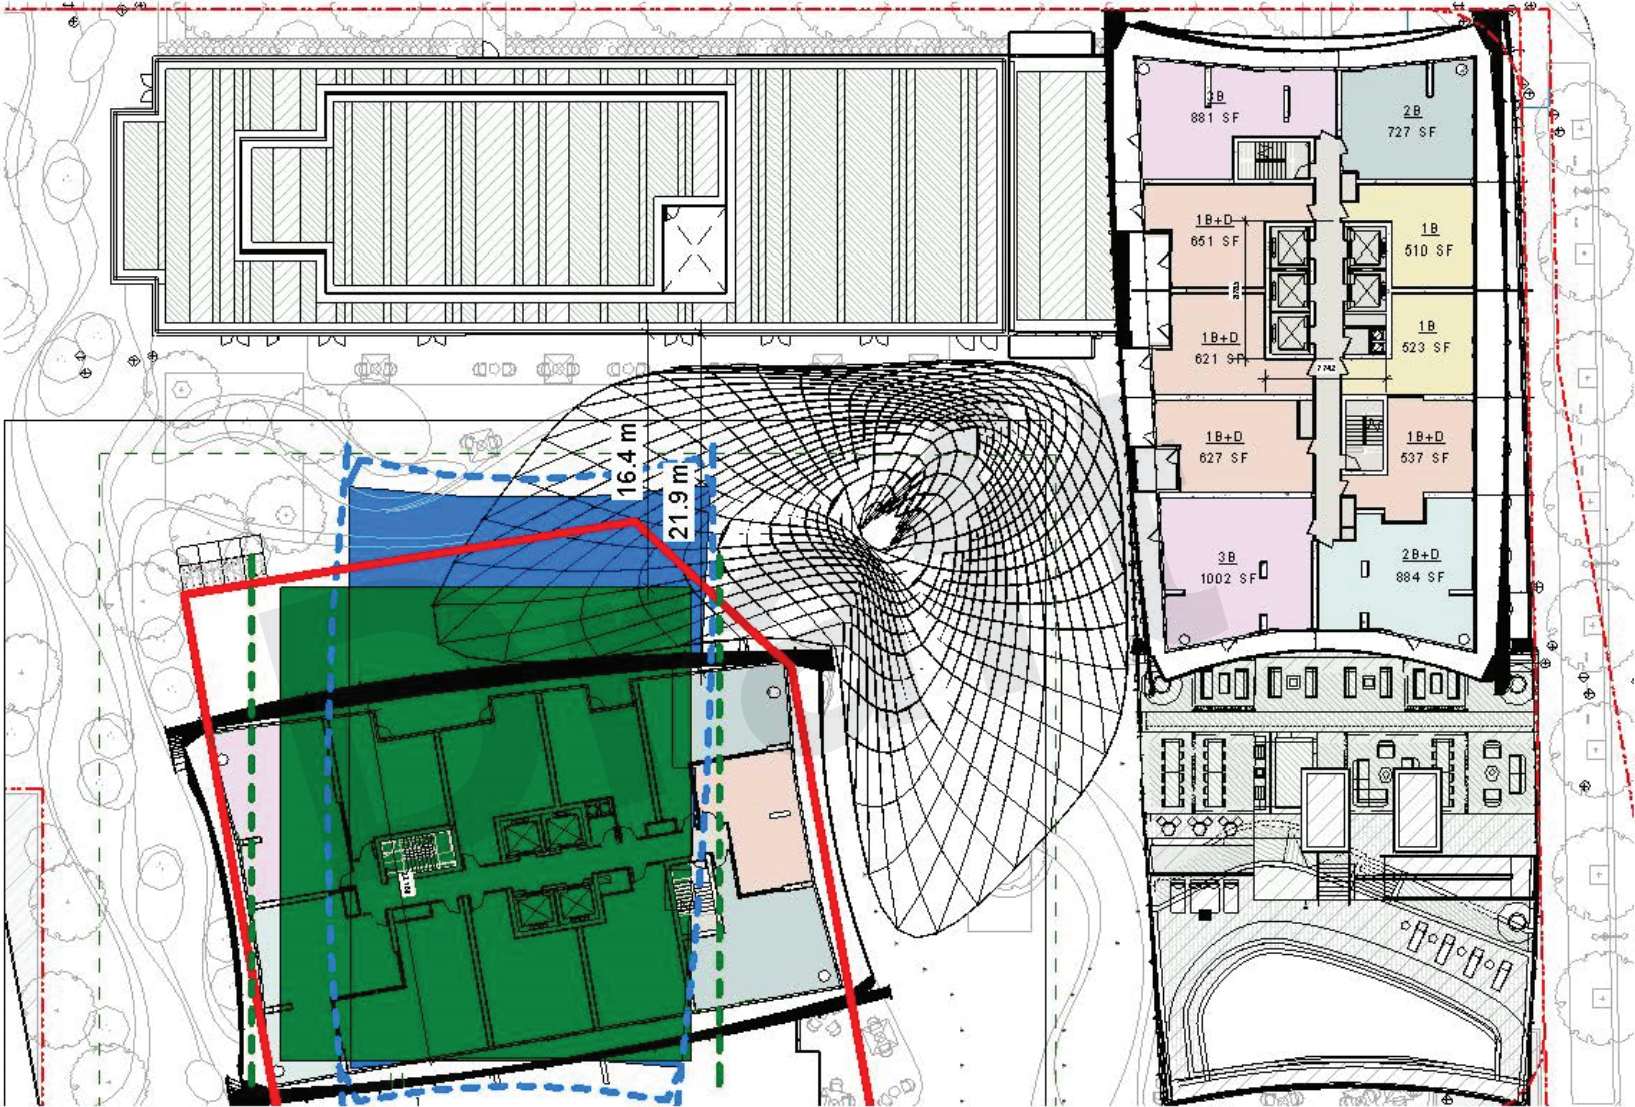 3B
881 SF
2B
727 SF
1B+D
651 SF
1B
510 SF
1B+D
621 SF
1B
523 SF
7742
1B+D
627 SF
1B+D
537 SF
3B
1002 SF
2B+D
884 SF
16.4 m
21.9 m